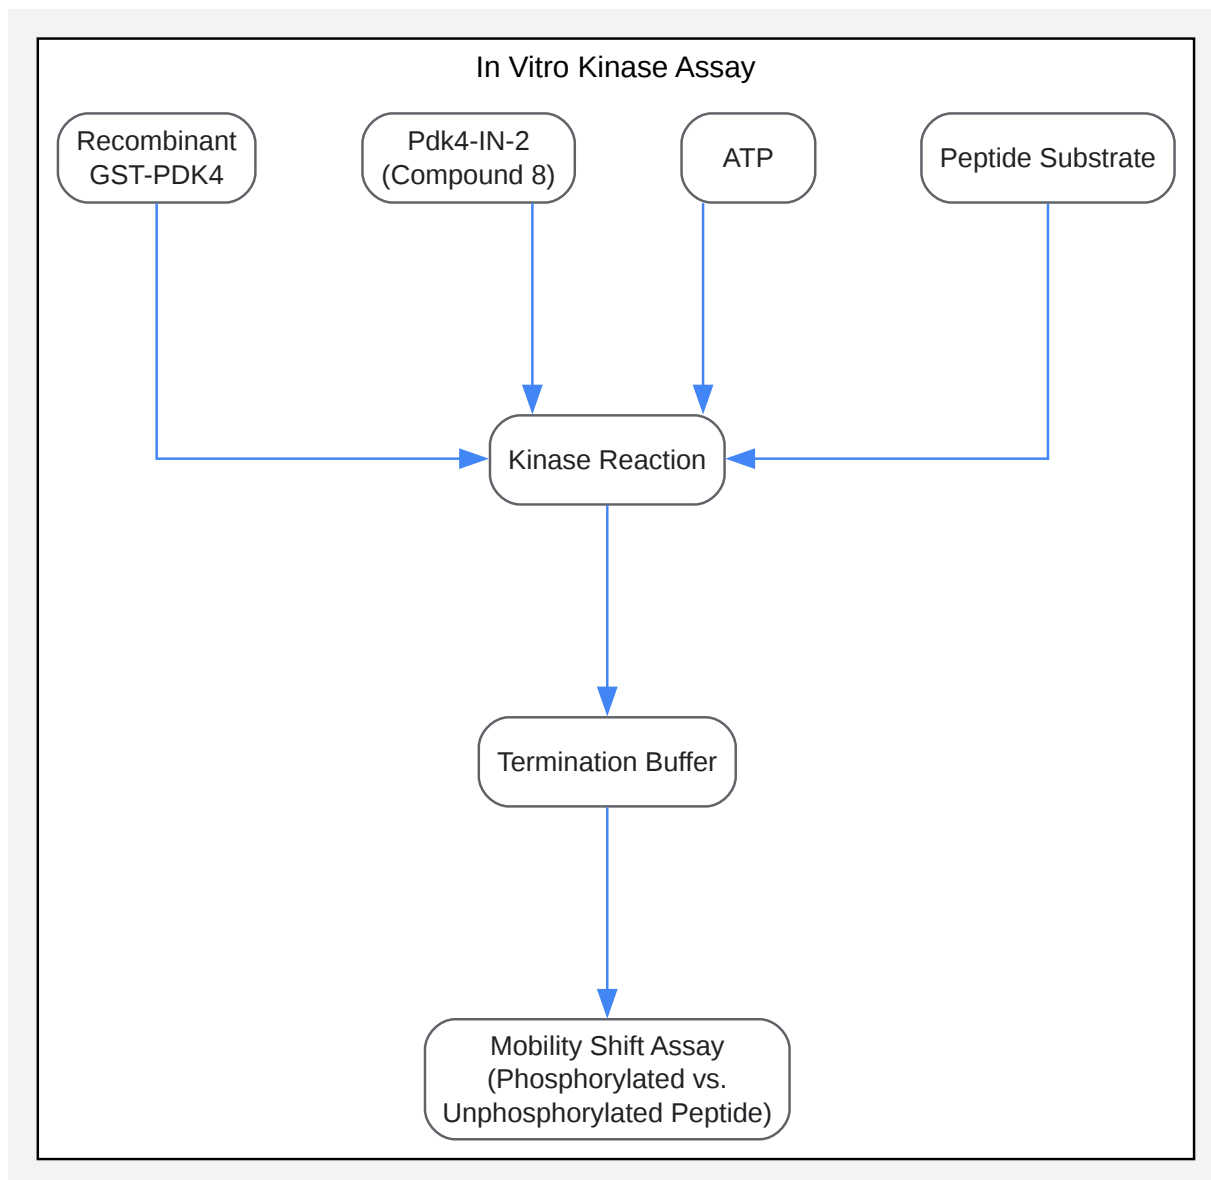 In Vitro Kinase Assay
Recombinant
GST-PDK4
Pdk4-IN-2
(Compound 8)
ATP
Peptide Substrate
Kinase Reaction
Termination Buffer
Mobility Shift Assay
(Phosphorylated vs.
Unphosphorylated Peptide)